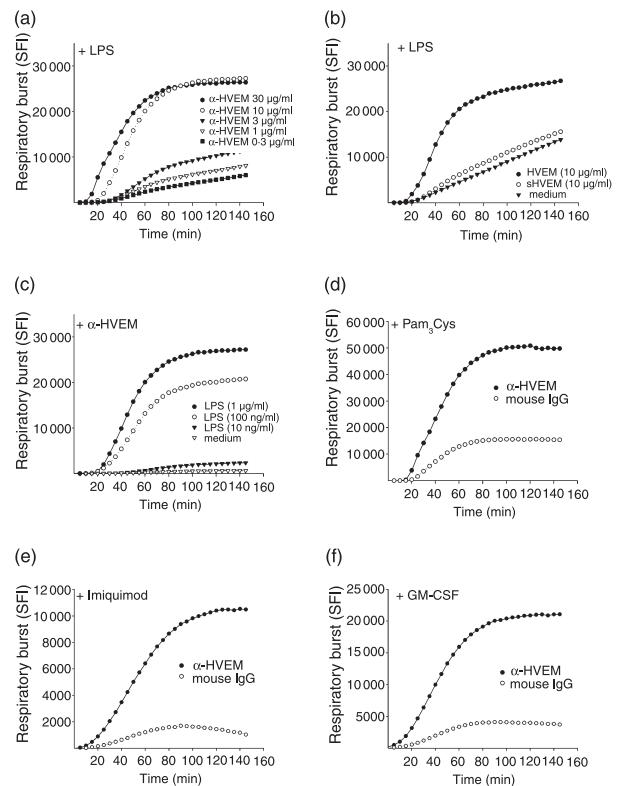 (a)
Respiratory burst (SFI)
+ LPS
30 000
20 000
10 000
α-HVEM 30 μg/ml
α-HVEM 10 μg/ml
α-HVEM 3 μg/ml
α-HVEM 1 μg/ml
α-HVEM 0·3 μg/ml
20 40 60 80 100 120 140 160
Time (min)
(b)
Respiratory burst (SFI)
+ LPS
30 000
20 000
10 000
HVEM (10 μg/ml)
sHVEM (10 μg/ml)
medium
20 40 60 80 100 120 140 160
Time (min)
(c)
Respiratory burst (SFI)
+ α-HVEM
30 000
20 000
10 000
LPS (1 μg/ml)
LPS (100 ng/ml)
LPS (10 ng/ml)
medium
20 40 60 80 100 120 140 160
Time (min)
(d)
Respiratory burst (SFI)
+ Pam3Cys
60 000
50 000
40 000
30 000
20 000
10 000
α-HVEM
mouse IgG
20 40 60 80 100 120 140 160
Time (min)
(e)
Respiratory burst (SFI)
+ Imiquimod
12 000
10 000
8000
6000
4000
2000
α-HVEM
mouse IgG
20 40 60 80 100 120 140 160
Time (min)
(f)
Respiratory burst (SFI)
+ GM-CSF
25 000
20 000
15 000
10 000
5000
α-HVEM
mouse IgG
20 40 60 80 100 120 140 160
Time (min)